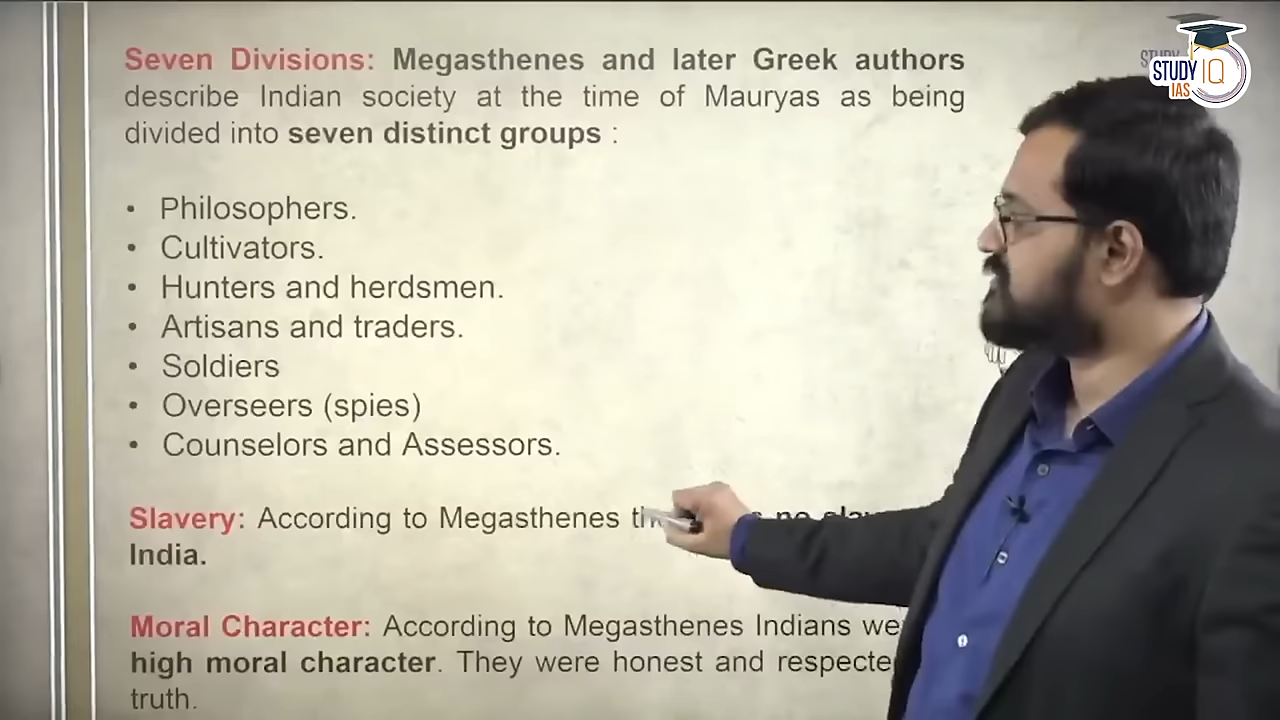 Seven Divisions: Megasthenes and later Greek authors
describe Indian society at the time of Mauryas as being
divided into seven distinct groups :
• Philosophers.
• Cultivators.
• Hunters and herdsmen.
• Artisans and traders.
• Soldiers
• Overseers (spies)
• Counselors and Assessors.
Slavery: According to Megasthenes no
India.
Moral Character: According to Megasthenes Indians
high moral character. They were honest and
truth.
STUDY IQ
IAS
STUDY